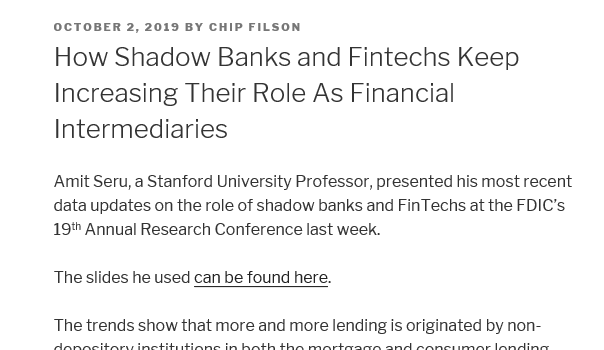 OCTOBER 2, 2019 BY CHIP FILSON
How Shadow Banks and Fintechs Keep
Increasing Their Role As Financial
Intermediaries
Amit Seru, a Stanford University Professor, presented his most recent
data updates on the role of shadow banks and FinTechs at the FDIC’s
19th Annual Research Conference last week.
The slides he used can be found here.
The trends show that more and more lending is originated by non-
depository institutions in both the mortgage and consumer lending